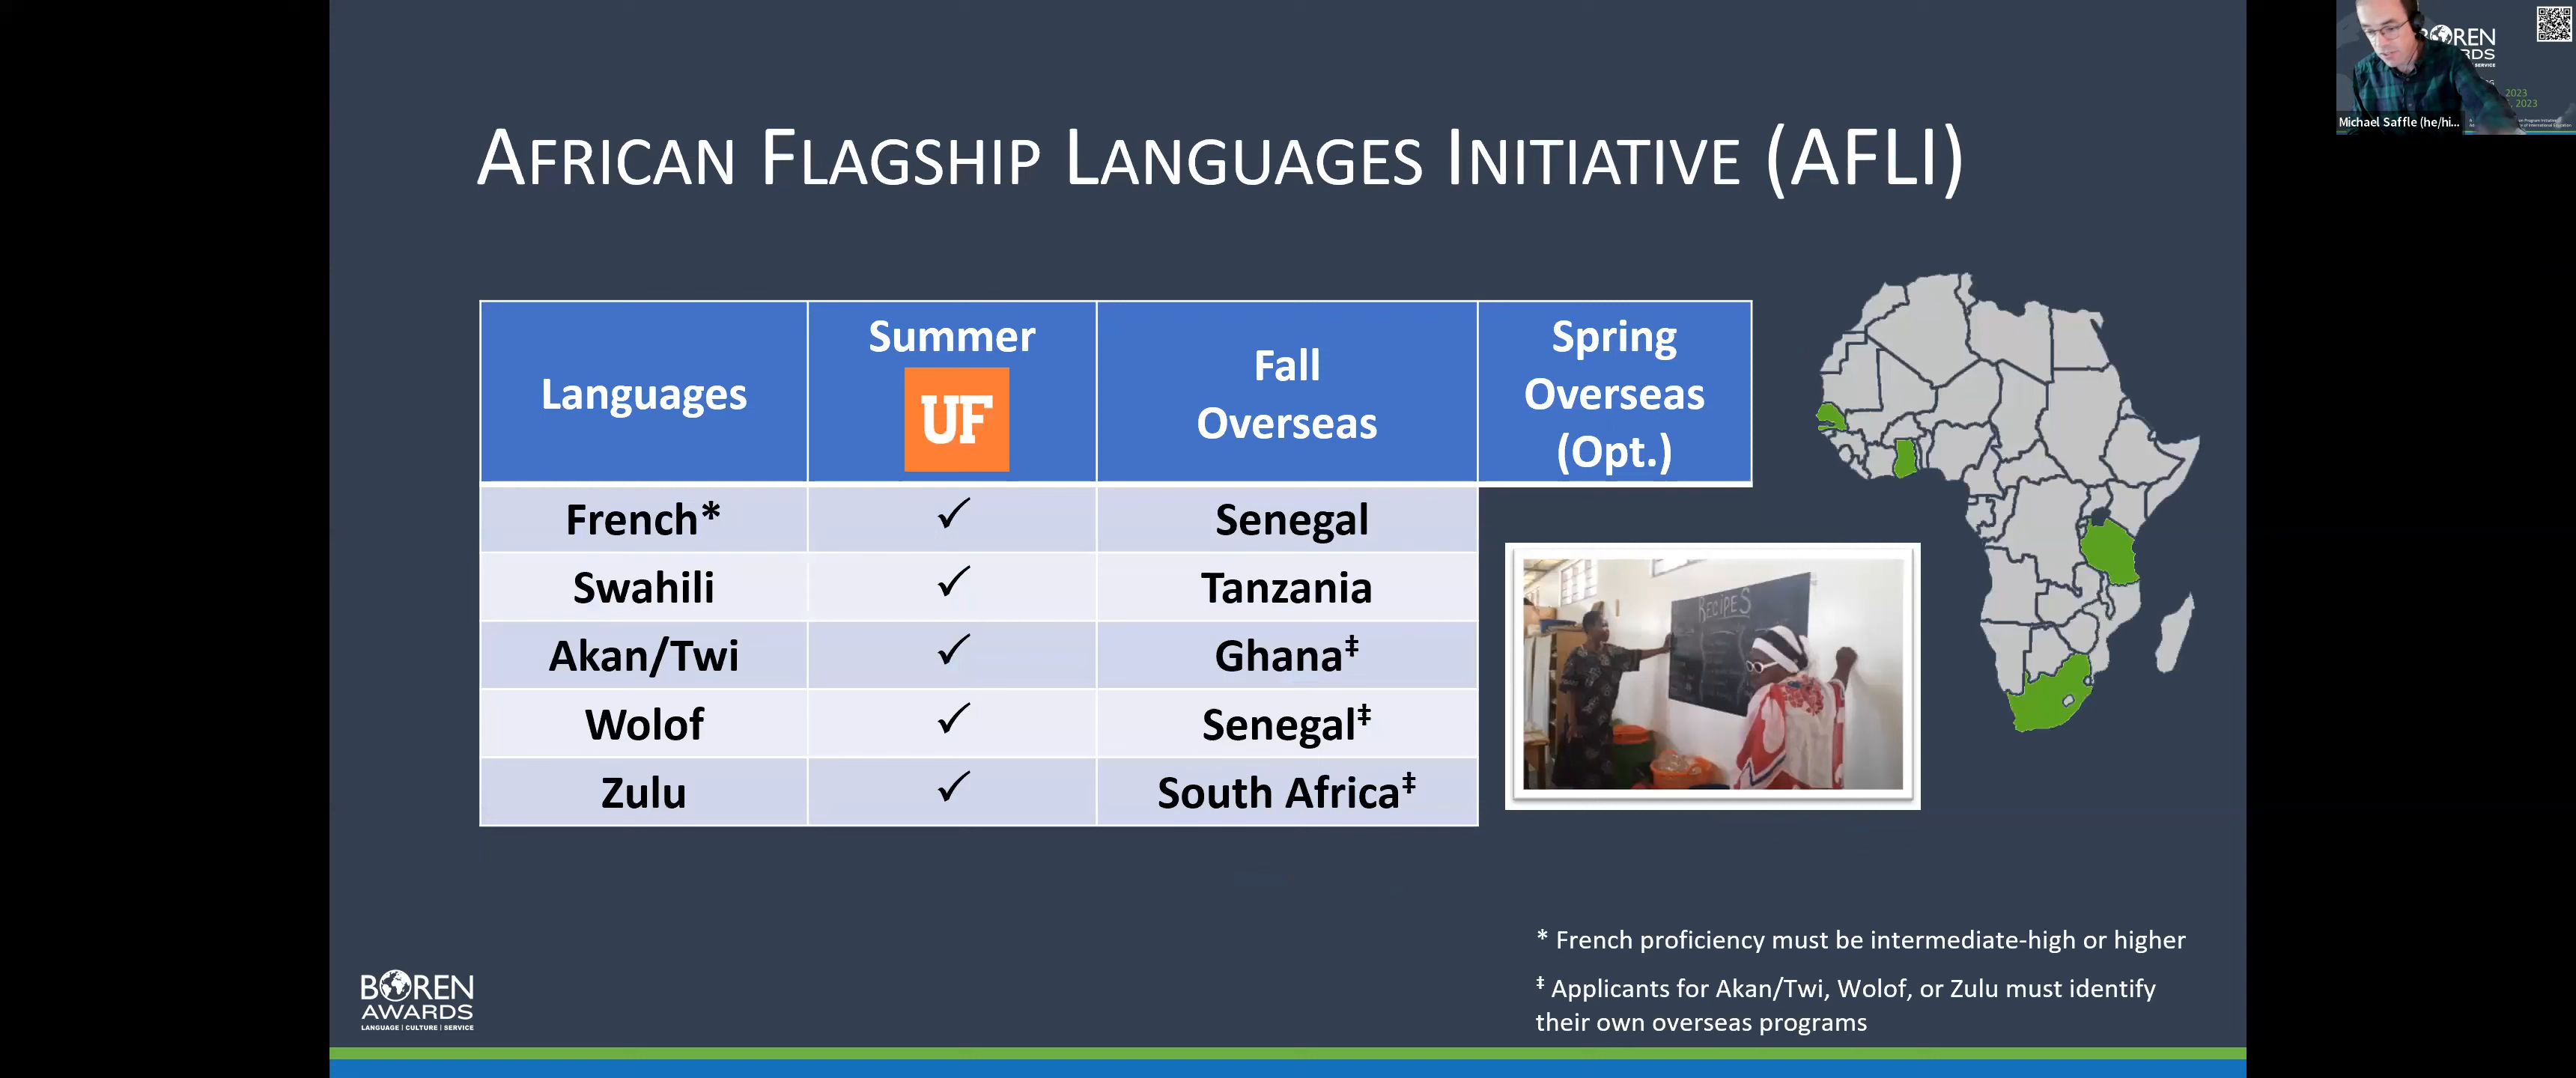 AFRICAN FLAGSHIP LANGUAGES INITIATIVE (AFLI)
Languages
Summer
UF
Fall
Overseas
Spring
Overseas
(Opt.)
French* ✓ Senegal
Swahili ✓ Tanzania
Akan/Twi ✓ Ghana‡
Wolof ✓ Senegal‡
Zulu ✓ South Africa‡
RECIPES
* French proficiency must be intermediate-high or higher
‡ Applicants for Akan/Twi, Wolof, or Zulu must identify
their own overseas programs
BOREN
AWARDS
LANGUAGE | CULTURE | SERVICE
Michael Saffle (he/hi...
2023
2023